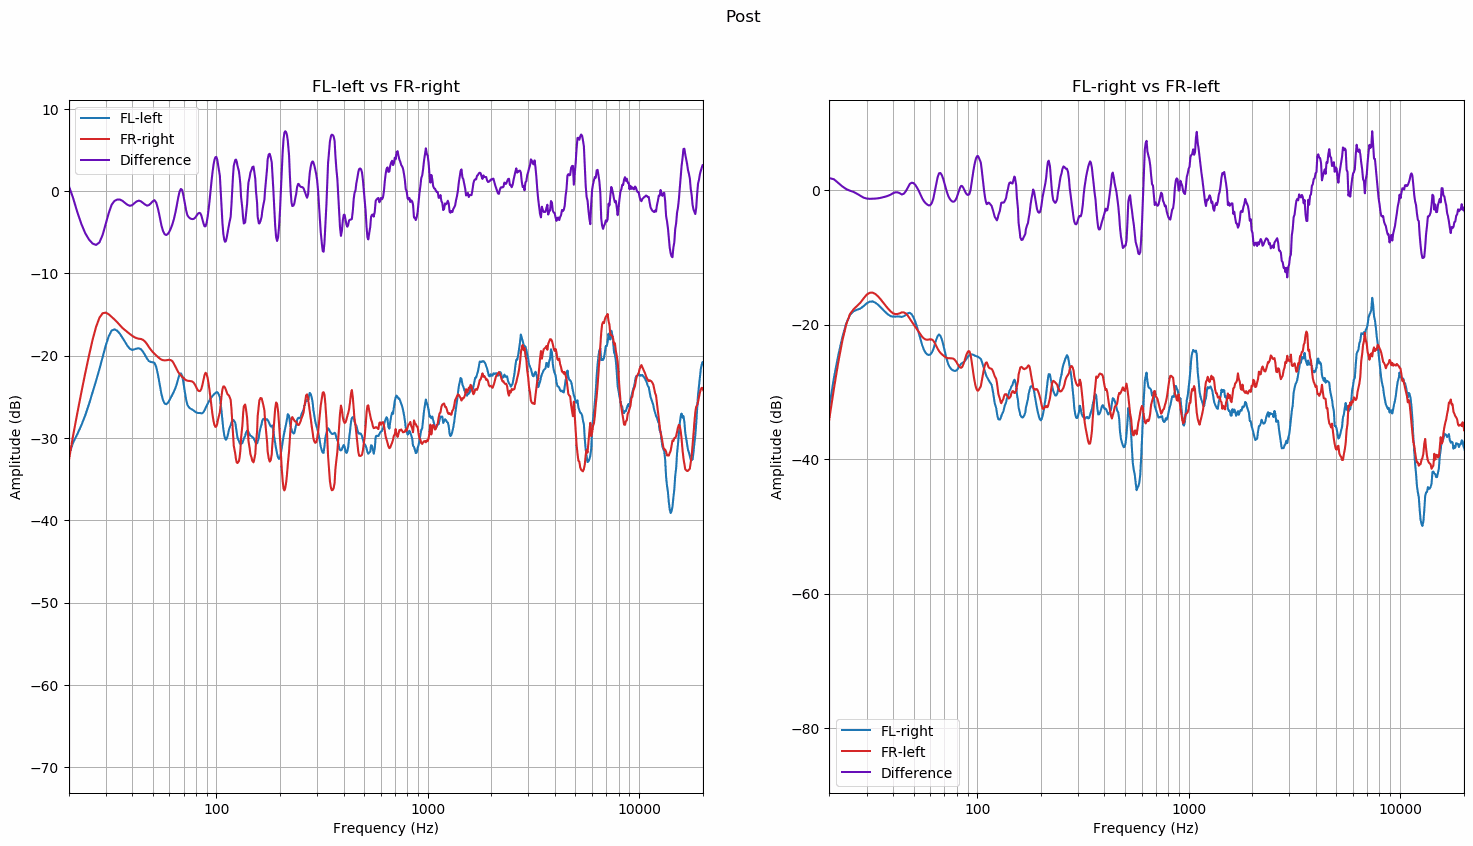 Post
FL-left vs FR-right
10
0
−10
−20
−30
−40
−50
−60
−70
Amplitude (dB)
FL-left
FR-right
Difference
100
1000
10000
Frequency (Hz)
FL-right vs FR-left
0
−20
−40
−60
−80
Amplitude (dB)
FL-right
FR-left
Difference
100
1000
10000
Frequency (Hz)